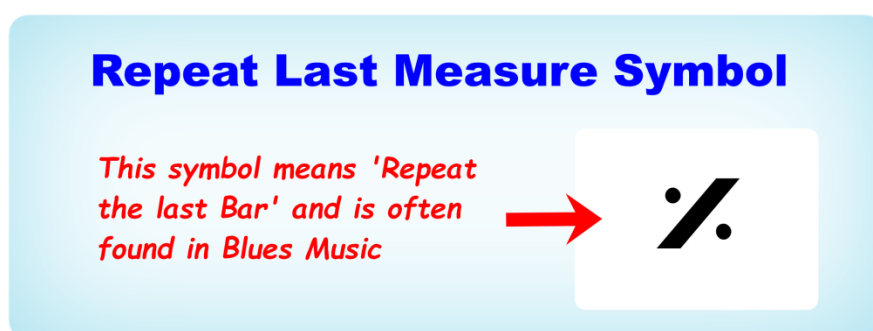 Repeat Last Measure Symbol
This symbol means 'Repeat
the last Bar' and is often
found in Blues Music